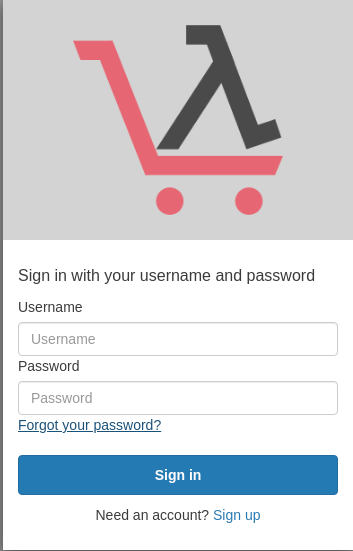 Sign in with your username and password
Username
Username
Password
Password
Forgot your password?
Sign in
Need an account? Sign up